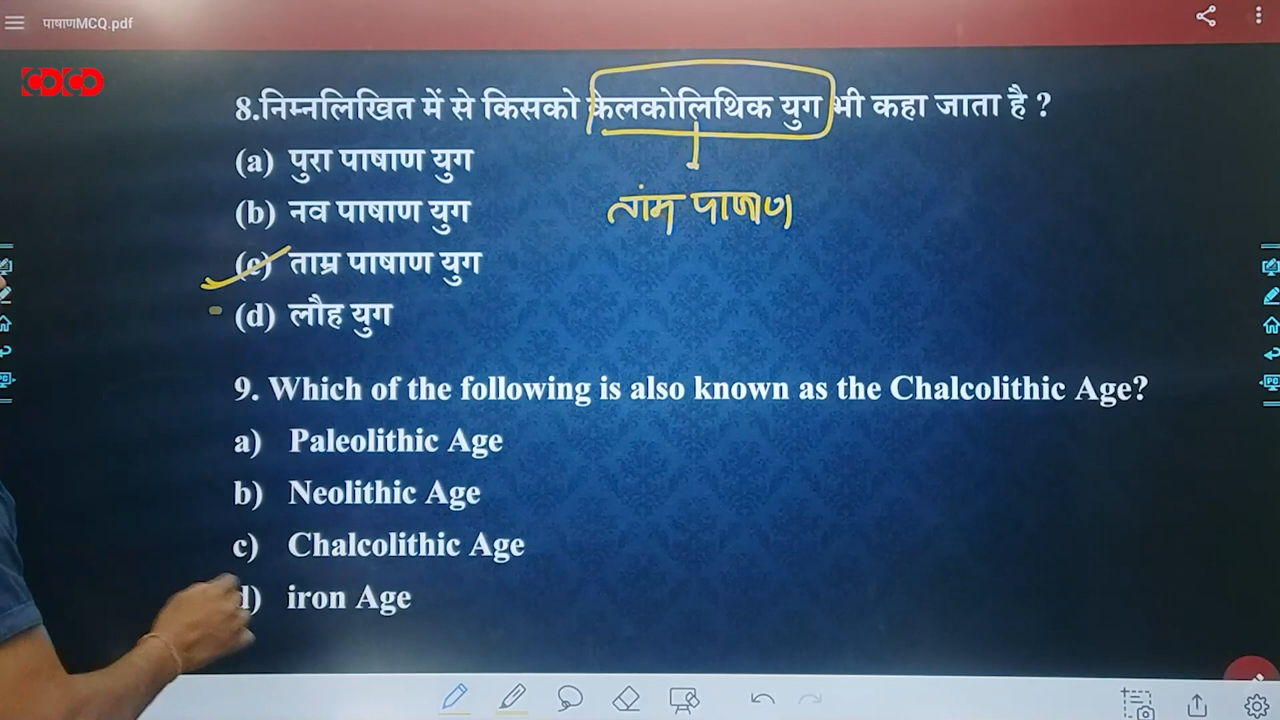 पाषाणMCQ.pdf
COCO
8.निम्नलिखित में से किसको केलकोलिथिक युग भी कहा जाता है ?
(a) पुरा पाषाण युग
(b) नव पाषाण युग
तांम्र पाषाण
(c) ताम्र पाषाण युग
(d) लौह युग
9. Which of the following is also known as the Chalcolithic Age?
a) Paleolithic Age
b) Neolithic Age
c) Chalcolithic Age
d) iron Age